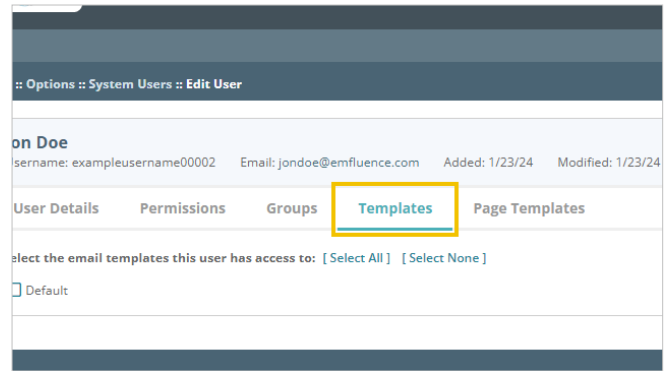 :: Options :: System Users :: Edit User
on Doe
sername: exampleusername00002 Email: jondoe@emfluence.com Added: 1/23/24 Modified: 1/23/24
User Details Permissions Groups Templates Page Templates
elect the email templates this user has access to: [ Select All ] [ Select None ]
Default